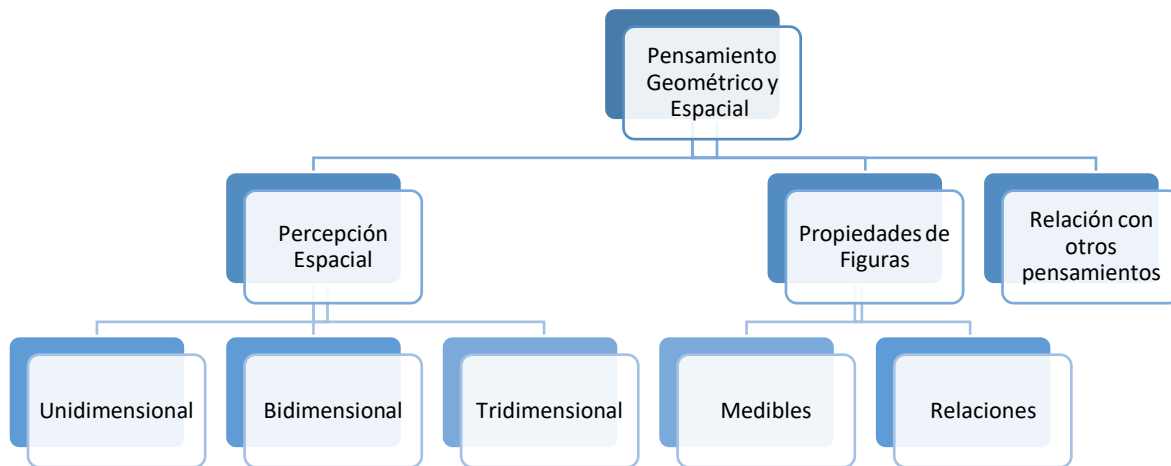 Pensamiento
Geométrico y
Espacial
Percepción
Espacial
Propiedades de
Figuras
Relación con
otros
pensamientos
Unidimensional
Bidimensional
Tridimensional
Medibles
Relaciones